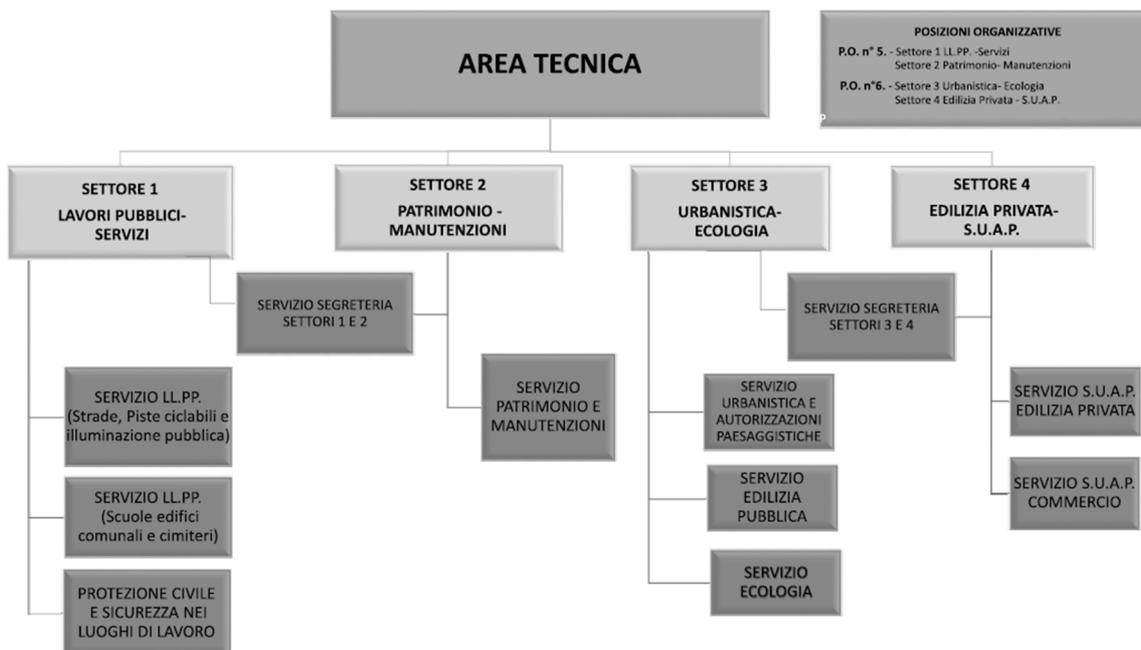 AREA TECNICA
POSIZIONI ORGANIZZATIVE
P.O. n° 5. - Settore 1 LL.PP. -Servizi
Settore 2 Patrimonio- Manutenzioni
P.O. n°6. - Settore 3 Urbanistica- Ecologia
Settore 4 Edilizia Privata - S.U.A.P.
P
SETTORE 1
LAVORI PUBBLICI-
SERVIZI
SETTORE 2
PATRIMONIO -
MANUTENZIONI
SETTORE 3
URBANISTICA-
ECOLOGIA
SETTORE 4
EDILIZIA PRIVATA-
S.U.A.P.
SERVIZIO SEGRETERIA
SETTORI 1 E 2
SERVIZIO SEGRETERIA
SETTORI 3 E 4
SERVIZIO LL.PP.
(Strade, Piste ciclabili e
illuminazione pubblica)
SERVIZIO LL.PP.
(Scuole edifici
comunali e cimiteri)
PROTEZIONE CIVILE
E SICUREZZA NEI
LUOGHI DI LAVORO
SERVIZIO
PATRIMONIO E
MANUTENZIONI
SERVIZIO
URBANISTICA E
AUTORIZZAZIONI
PAESAGGISTICHE
SERVIZIO
EDILIZIA
PUBBLICA
SERVIZIO
ECOLOGIA
SERVIZIO S.U.A.P.
EDILIZIA PRIVATA
SERVIZIO S.U.A.P.
COMMERCIO